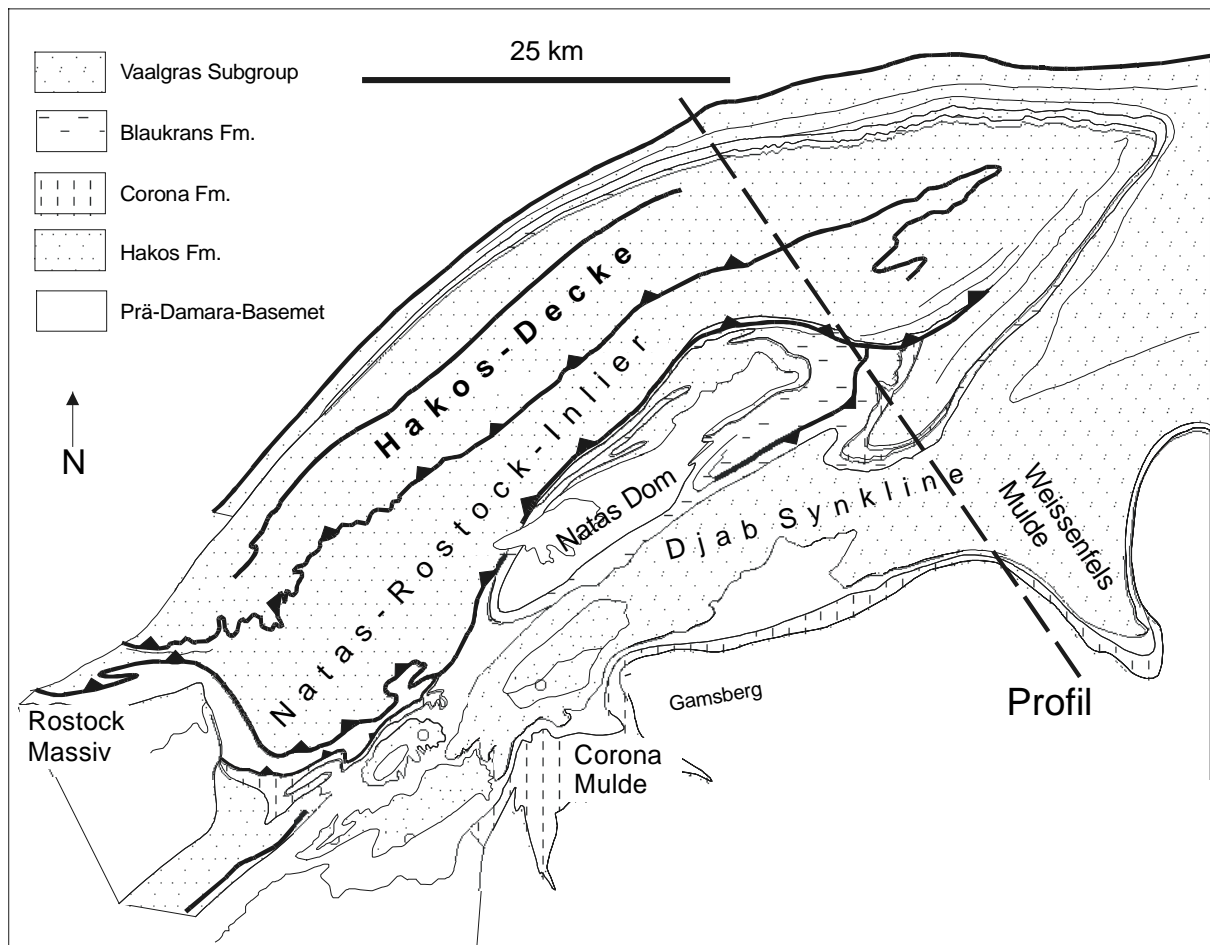 25 km
Vaalgras Subgroup
Blaukrans Fm.
Corona Fm.
Hakos Fm.
Prä-Damara-Basemet
N
Hakos-Decke
Natas-Rostock-Inlier
Natas Dom
Djab Synkline
Weissenfels
Mulde
Rostock
Massiv
Gamsberg
Corona
Mulde
Profil